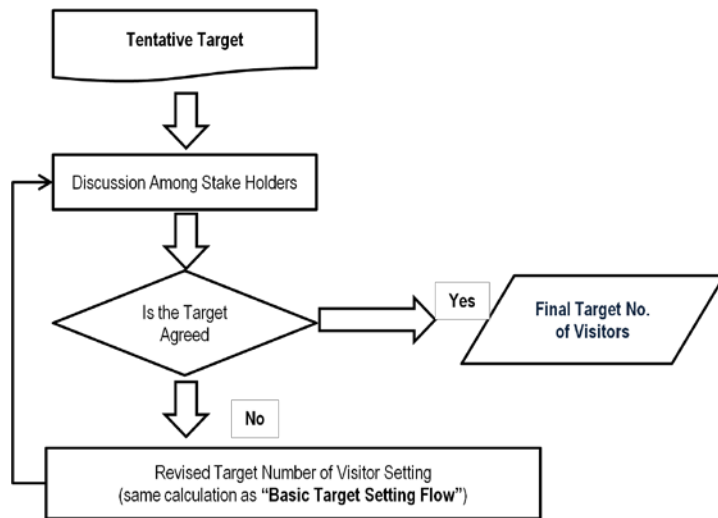 Tentative Target
Discussion Among Stake Holders
Is the Target
Agreed
Yes
Final Target No.
of Visitors
No
Revised Target Number of Visitor Setting
(same calculation as “Basic Target Setting Flow”)